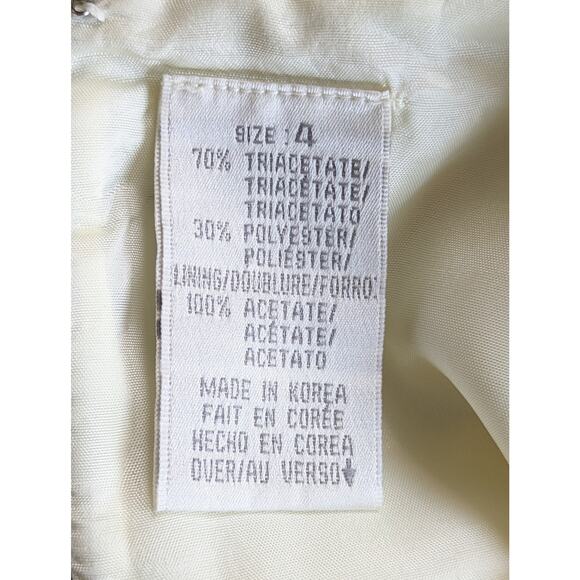 SIZE : 4
70% TRIACETATE/
TRIACÉTATE/
TRIACETATO
30% POLYESTER/
POLIÉSTER/
LINING/DOUBLURE/FORRO:
100% ACETATE/
ACÉTATE/
ACETATO
MADE IN KOREA
FAIT EN CORÉE
HECHO EN COREA
OVER/AU VERSO↓